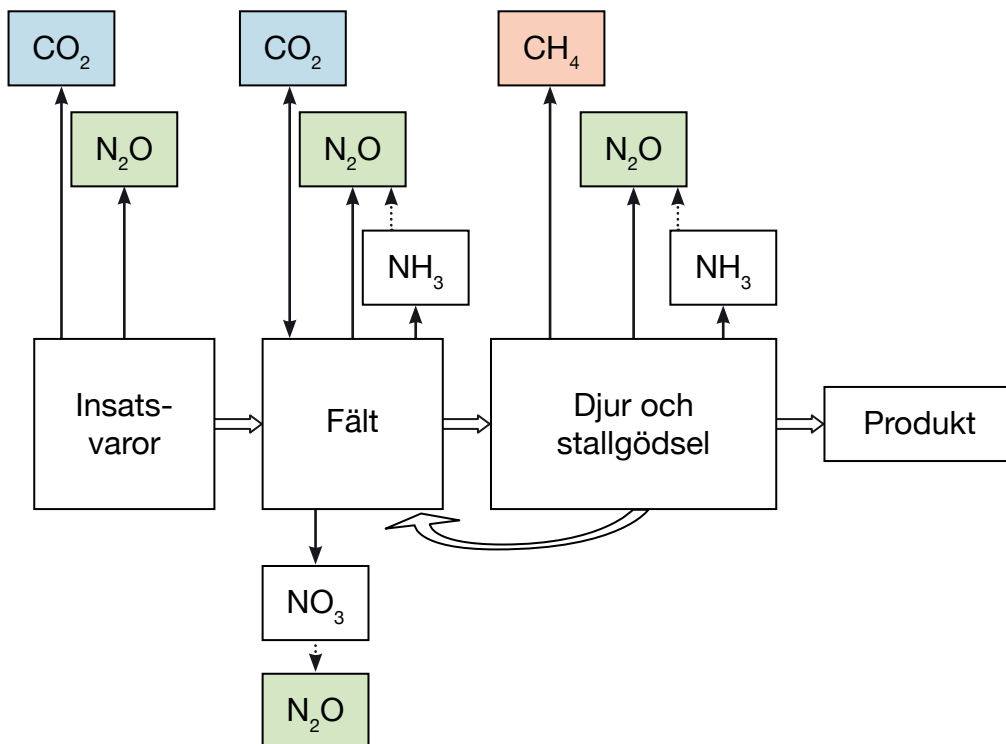 CO₂
CO₂
CH₄
N₂O
N₂O
N₂O
NH₃
NH₃
Insats-
varor
Fält
Djur och
stallgödsel
Produkt
NO₃
N₂O